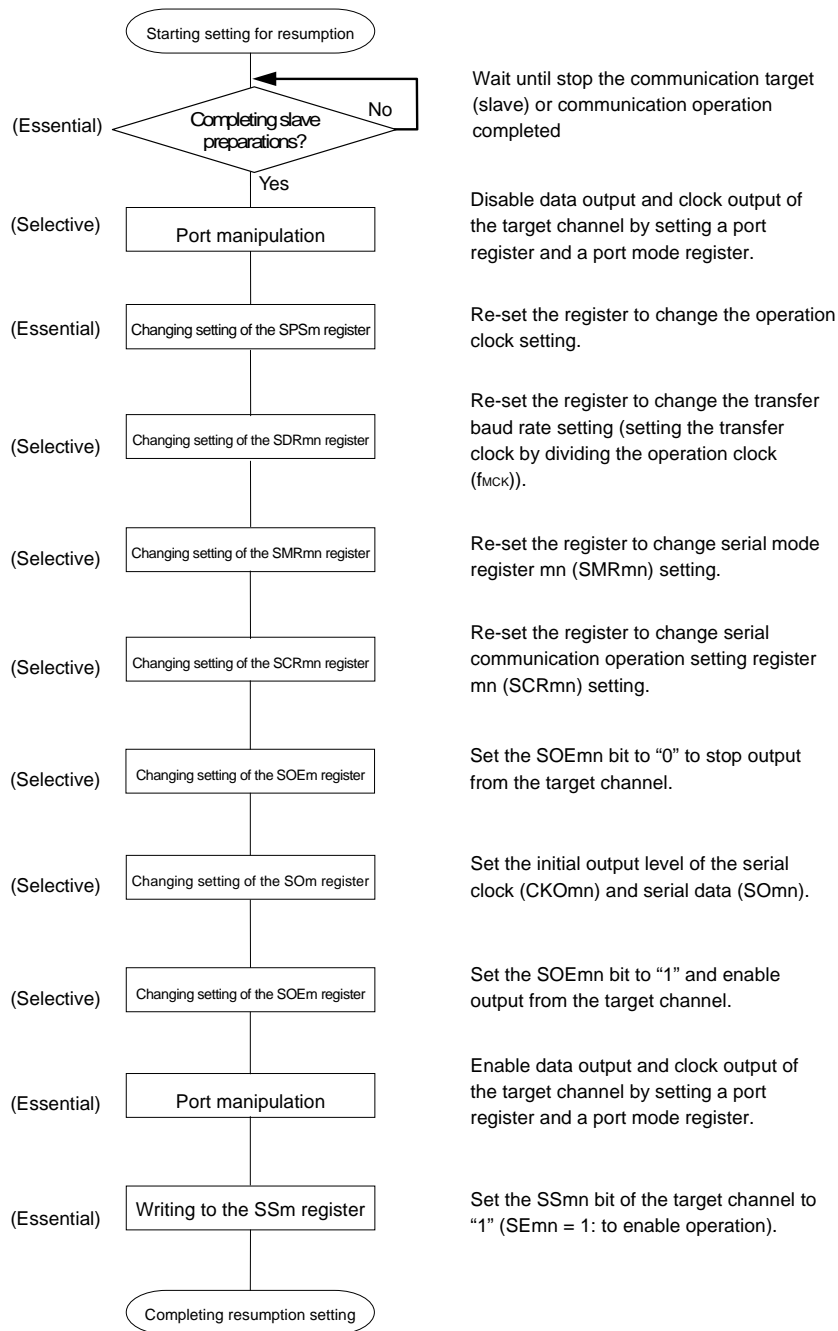 Starting setting for resumption
No
Wait until stop the communication target
(slave) or communication operation
completed
(Essential)
Completing slave
preparations?
Yes
(Selective)
Port manipulation
Disable data output and clock output of
the target channel by setting a port
register and a port mode register.
(Essential)
Changing setting of the SPSm register
Re-set the register to change the operation
clock setting.
(Selective)
Changing setting of the SDRmn register
Re-set the register to change the transfer
baud rate setting (setting the transfer
clock by dividing the operation clock
(fMCK)).
(Selective)
Changing setting of the SMRmn register
Re-set the register to change serial mode
register mn (SMRmn) setting.
(Selective)
Changing setting of the SCRmn register
Re-set the register to change serial
communication operation setting register
mn (SCRmn) setting.
(Selective)
Changing setting of the SOEm register
Set the SOEmn bit to “0” to stop output
from the target channel.
(Selective)
Changing setting of the SOm register
Set the initial output level of the serial
clock (CKOmn) and serial data (SOmn).
(Selective)
Changing setting of the SOEm register
Set the SOEmn bit to “1” and enable
output from the target channel.
(Essential)
Port manipulation
Enable data output and clock output of
the target channel by setting a port
register and a port mode register.
(Essential)
Writing to the SSm register
Set the SSmn bit of the target channel to
“1” (SEmn = 1: to enable operation).
Completing resumption setting